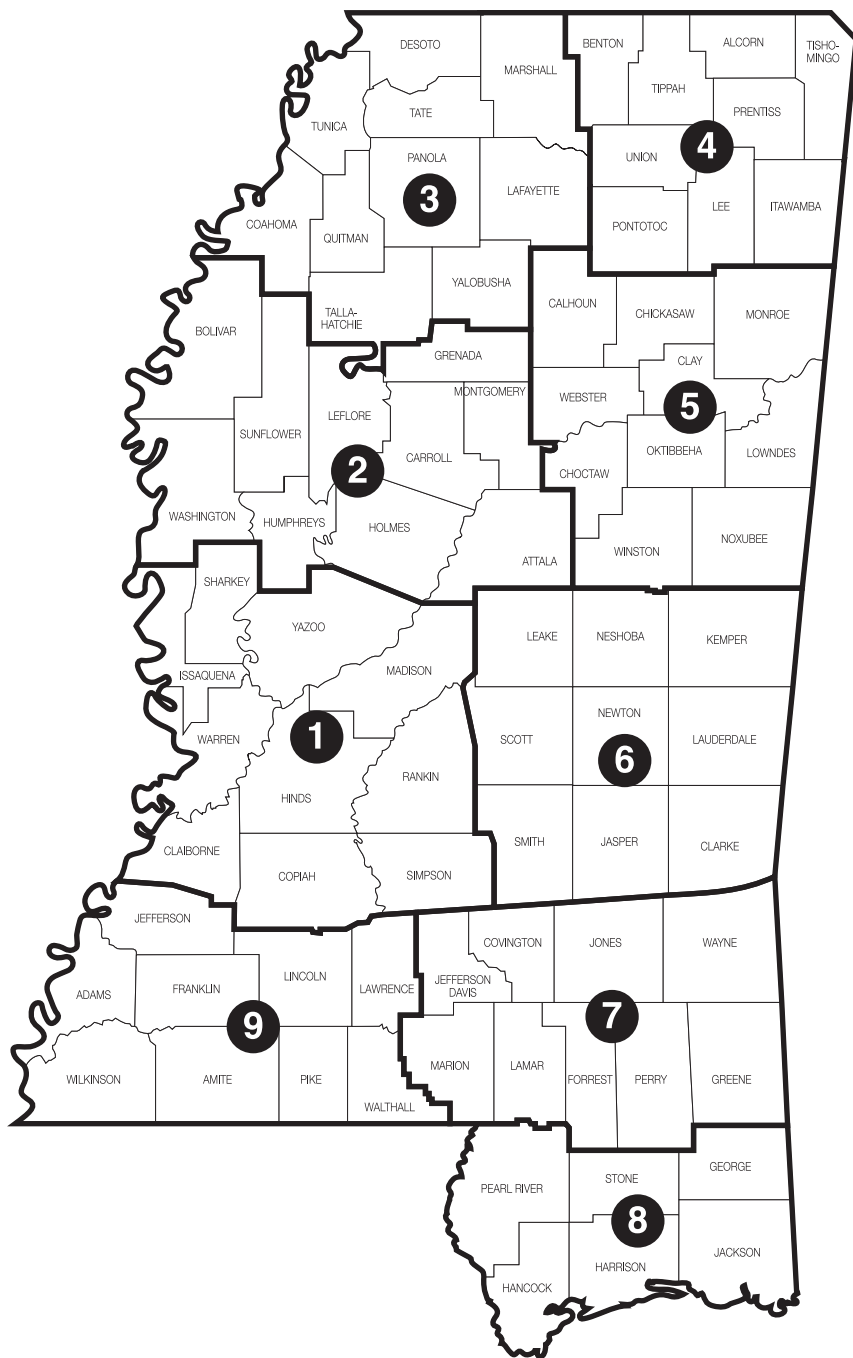 DESOTO
MARSHALL
BENTON
ALCORN
TISHO-
MINGO
TIPPAH
TATE
TUNICA
PRENTISS
PANOLA
UNION
4
3
LAFAYETTE
LEE
ITAWAMBA
COAHOMA
QUITMAN
PONTOTOC
YALOBUSHA
TALLA-
HATCHIE
CALHOUN
CHICKASAW
MONROE
BOLIVAR
GRENADA
CLAY
MONTGOMERY
WEBSTER
5
LEFLORE
SUNFLOWER
OKTIBBEHA
LOWNDES
CARROLL
2
CHOCTAW
WASHINGTON
HUMPHREYS
HOLMES
NOXUBEE
WINSTON
ATTALA
SHARKEY
YAZOO
LEAKE
NESHOBA
KEMPER
ISSAQUENA
MADISON
WARREN
1
SCOTT
NEWTON
LAUDERDALE
6
HINDS
RANKIN
CLAIBORNE
COPIAH
SIMPSON
SMITH
JASPER
CLARKE
JEFFERSON
COVINGTON
JONES
WAYNE
ADAMS
FRANKLIN
LINCOLN
LAWRENCE
JEFFERSON
DAVIS
9
7
WILKINSON
AMITE
PIKE
WALTHALL
MARION
LAMAR
FORREST
PERRY
GREENE
PEARL RIVER
STONE
GEORGE
8
HANCOCK
HARRISON
JACKSON